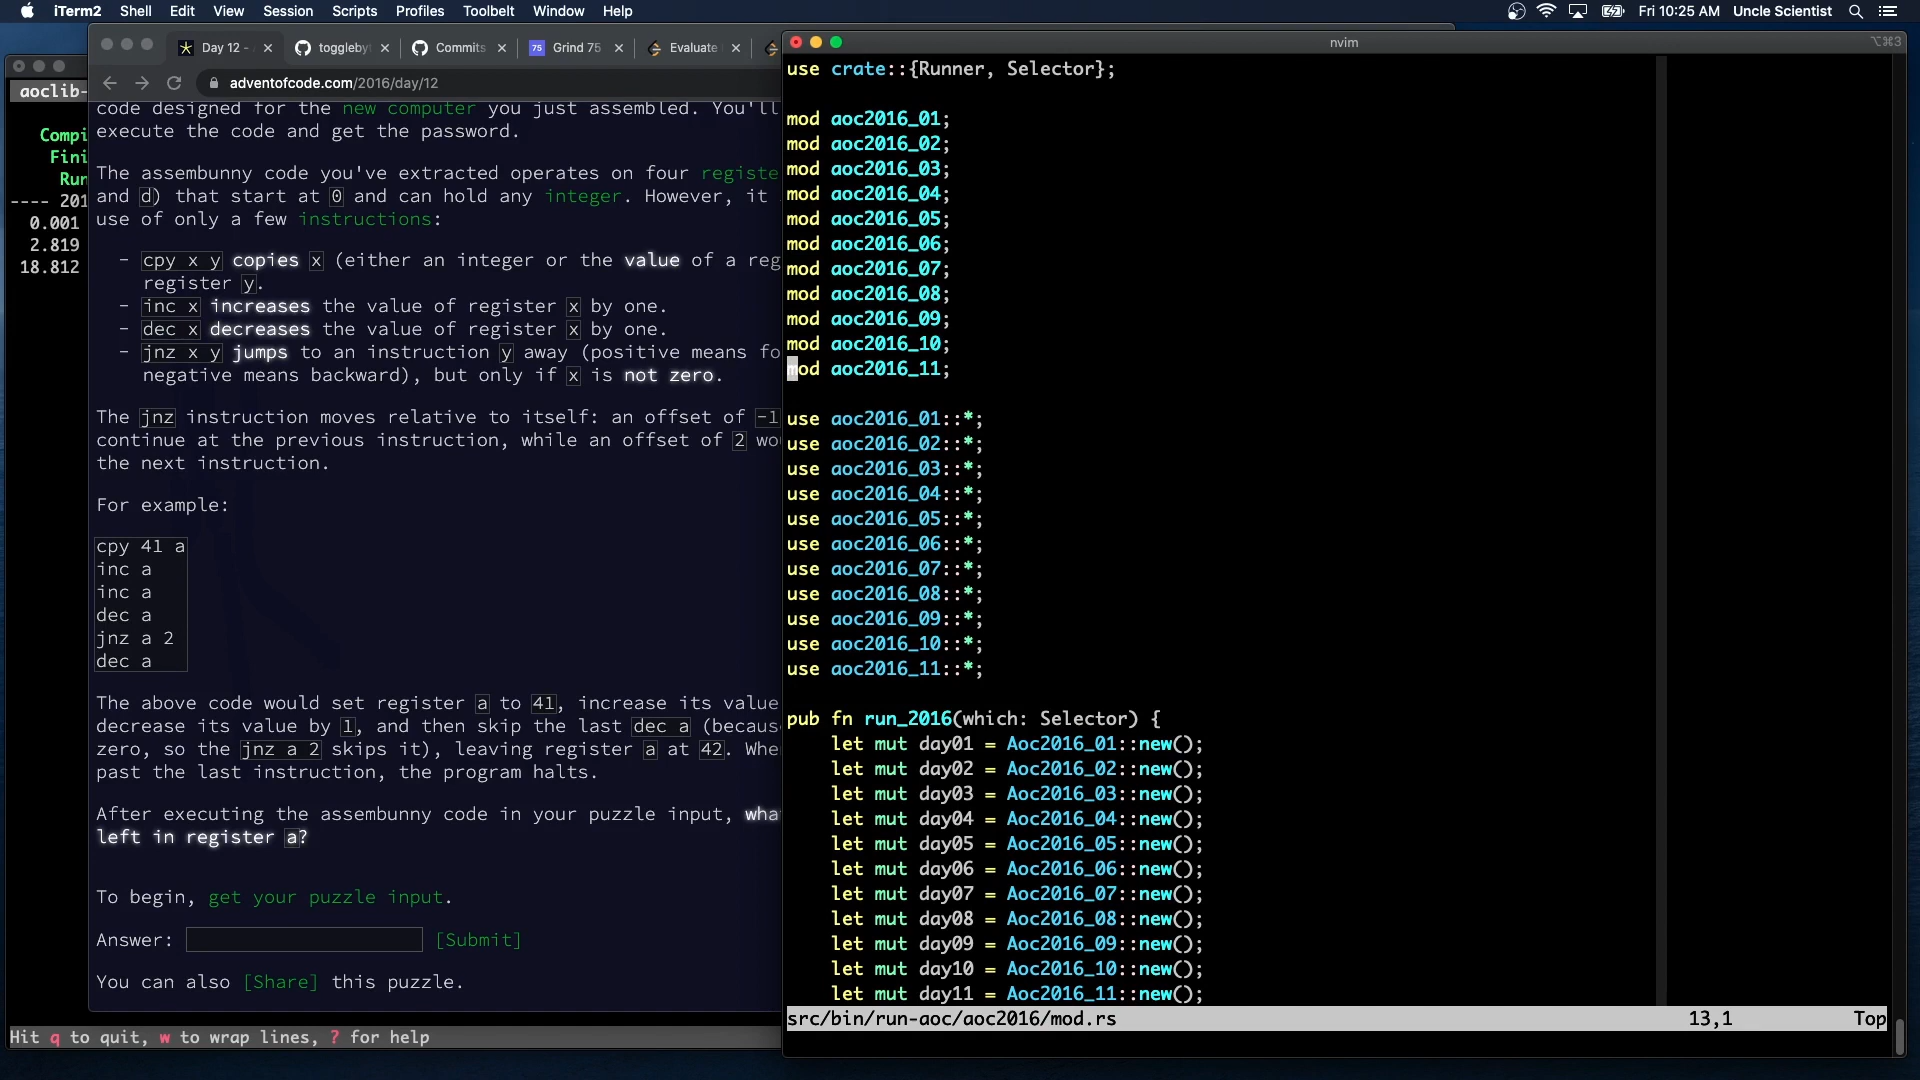 iTerm2 Shell Edit View Session Scripts Profiles Toolbelt Window Help Fri 10:25 AM Uncle Scientist
Day 12 - toggleby Commits Grind 75 Evaluate
adventofcode.com/2016/day/12
aoclib-
Compi
Fini
Run
---- 201
0.001
2.819
18.812
Hit q to quit, w to wrap lines, ? for help
code designed for the new computer you just assembled. You'll
execute the code and get the password.
The assembunny code you've extracted operates on four registe
and d) that start at 0 and can hold any integer. However, it
use of only a few instructions:
- cpy x y copies x (either an integer or the value of a reg
register y.
- inc x increases the value of register x by one.
- dec x decreases the value of register x by one.
- jnz x y jumps to an instruction y away (positive means fo
negative means backward), but only if x is not zero.
The jnz instruction moves relative to itself: an offset of -1
continue at the previous instruction, while an offset of 2 wo
the next instruction.
For example:
cpy 41 a
inc a
inc a
dec a
jnz a 2
dec a
The above code would set register a to 41, increase its value
decrease its value by 1, and then skip the last dec a (becaus
zero, so the jnz a 2 skips it), leaving register a at 42. Whe
past the last instruction, the program halts.
After executing the assembunny code in your puzzle input, wha
left in register a?
To begin, get your puzzle input.
Answer: [Submit]
You can also [Share] this puzzle.
nvim ⌥⌘3
use crate::{Runner, Selector};
mod aoc2016_01;
mod aoc2016_02;
mod aoc2016_03;
mod aoc2016_04;
mod aoc2016_05;
mod aoc2016_06;
mod aoc2016_07;
mod aoc2016_08;
mod aoc2016_09;
mod aoc2016_10;
mod aoc2016_11;
use aoc2016_01::*;
use aoc2016_02::*;
use aoc2016_03::*;
use aoc2016_04::*;
use aoc2016_05::*;
use aoc2016_06::*;
use aoc2016_07::*;
use aoc2016_08::*;
use aoc2016_09::*;
use aoc2016_10::*;
use aoc2016_11::*;
pub fn run_2016(which: Selector) {
let mut day01 = Aoc2016_01::new();
let mut day02 = Aoc2016_02::new();
let mut day03 = Aoc2016_03::new();
let mut day04 = Aoc2016_04::new();
let mut day05 = Aoc2016_05::new();
let mut day06 = Aoc2016_06::new();
let mut day07 = Aoc2016_07::new();
let mut day08 = Aoc2016_08::new();
let mut day09 = Aoc2016_09::new();
let mut day10 = Aoc2016_10::new();
let mut day11 = Aoc2016_11::new();
src/bin/run-aoc/aoc2016/mod.rs 13,1 Top